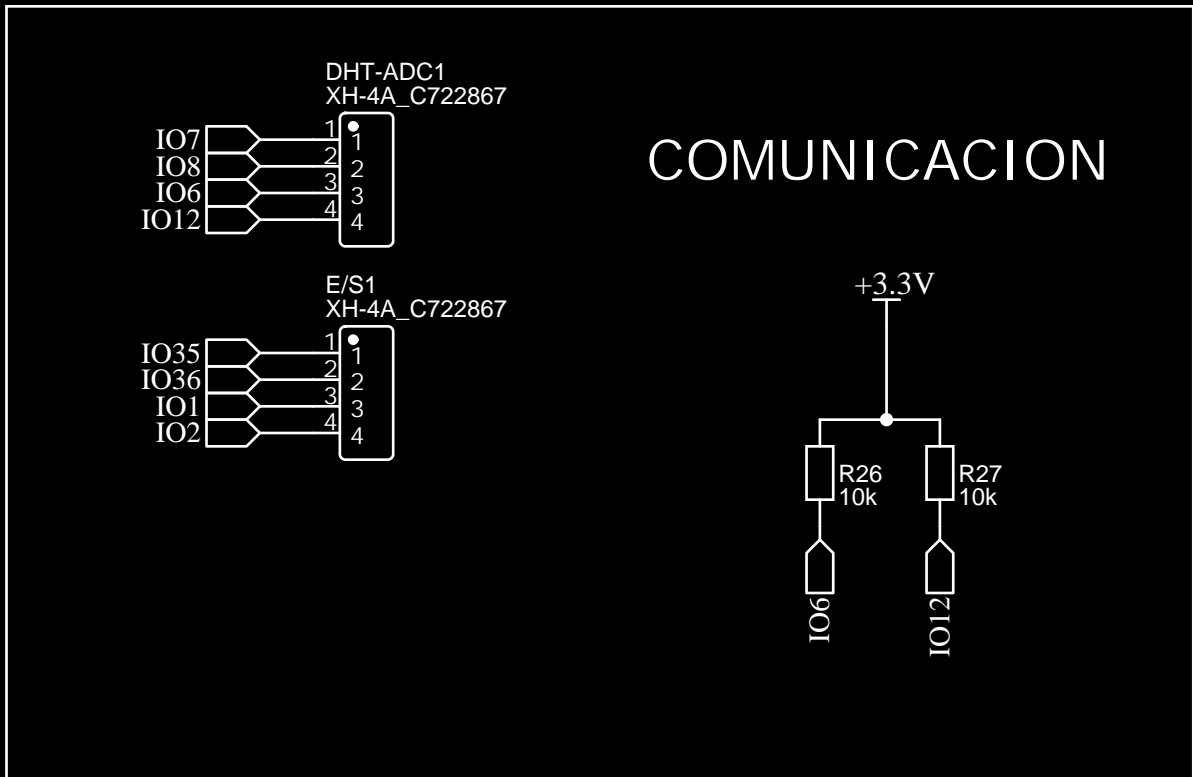 DHT-ADC1
XH-4A_C722867
IO7 1 1
IO8 2 2
IO6 3 3
IO12 4 4
COMUNICACION
E/S1
XH-4A_C722867
IO35 1 1
IO36 2 2
IO1 3 3
IO2 4 4
+3.3V
R26
10k
R27
10k
IO6
IO12